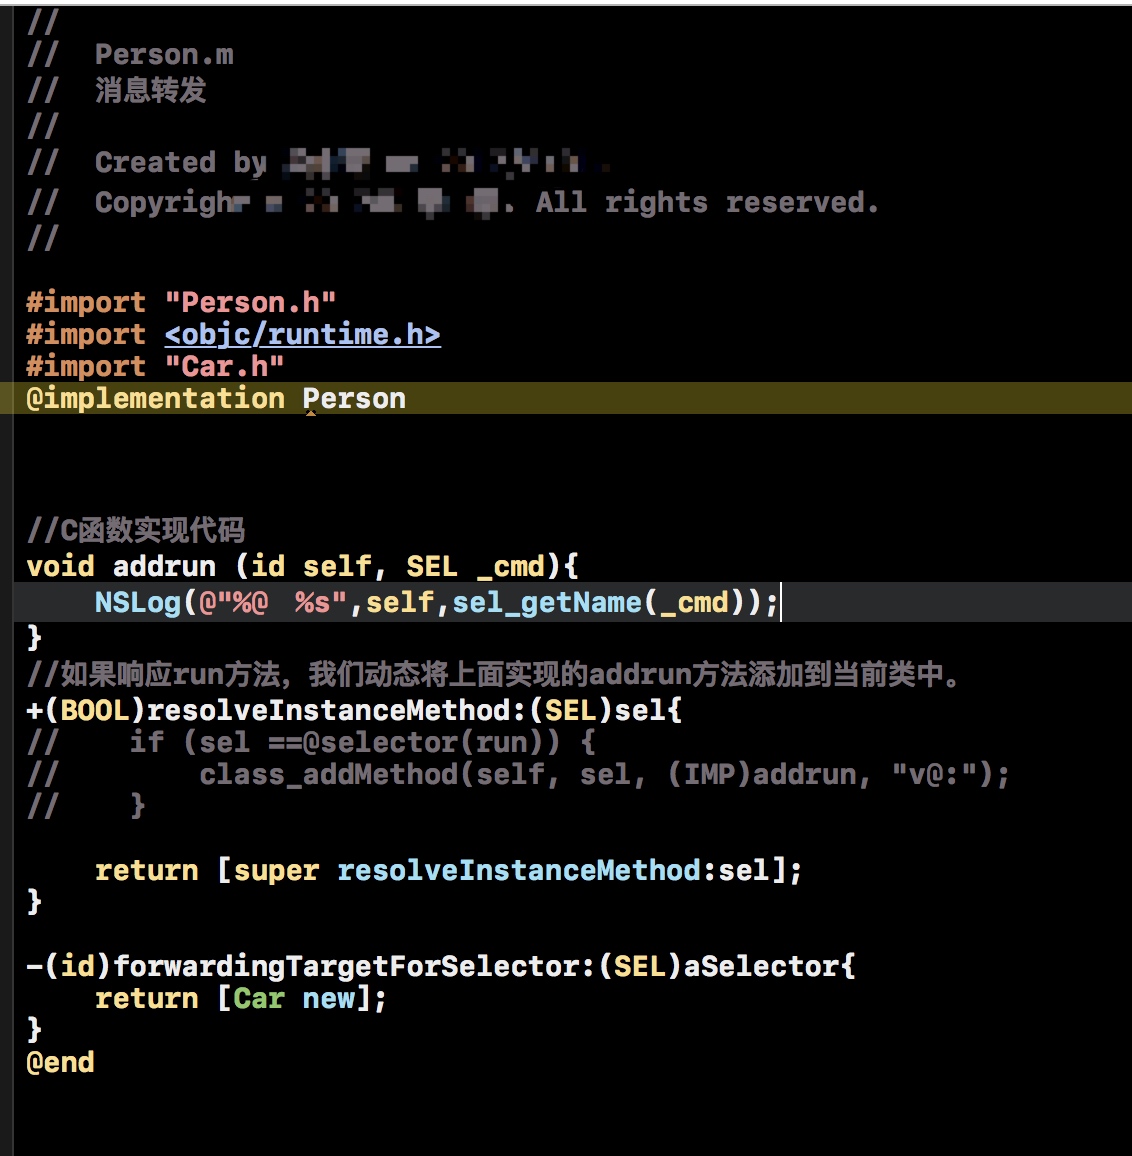 //
//  Person.m
//  消息转发
//
//  Created by
//  Copyrigh . All rights reserved.
//
#import "Person.h"
#import <objc/runtime.h>
#import "Car.h"
@implementation Person
//C函数实现代码
void addrun (id self, SEL _cmd){
    NSLog(@"%@  %s",self,sel_getName(_cmd));
}
//如果响应run方法，我们动态将上面实现的addrun方法添加到当前类中。
+(BOOL)resolveInstanceMethod:(SEL)sel{
//    if (sel ==@selector(run)) {
//        class_addMethod(self, sel, (IMP)addrun, "v@:");
//    }
    return [super resolveInstanceMethod:sel];
}
-(id)forwardingTargetForSelector:(SEL)aSelector{
    return [Car new];
}
@end